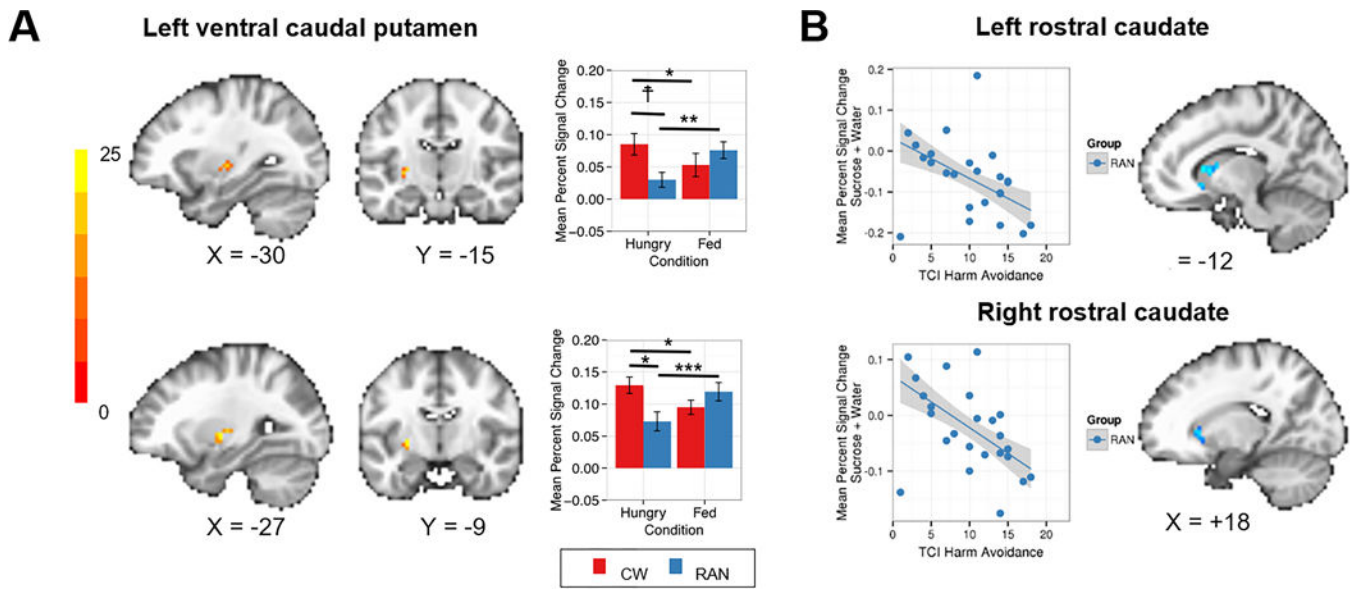 A
Left ventral caudal putamen
25
0
X = -30
Y = -15
Mean Percent Signal Change
0.20
0.15
0.10
0.05
0.00
-0.05
*
†
**
Hungry
Fed
Condition
X = -27
Y = -9
Mean Percent Signal Change
0.20
0.15
0.10
0.05
0.00
-0.05
*
*
***
Hungry
Fed
Condition
CW
RAN
B
Left rostral caudate
Mean Percent Signal Change
Sucrose + Water
0.2
0.1
0.0
-0.1
-0.2
0
5
10
15
20
TCI Harm Avoidance
Group
RAN
= -12
Right rostral caudate
Mean Percent Signal Change
Sucrose + Water
0.1
0.0
-0.1
0
5
10
15
20
TCI Harm Avoidance
Group
RAN
X = +18